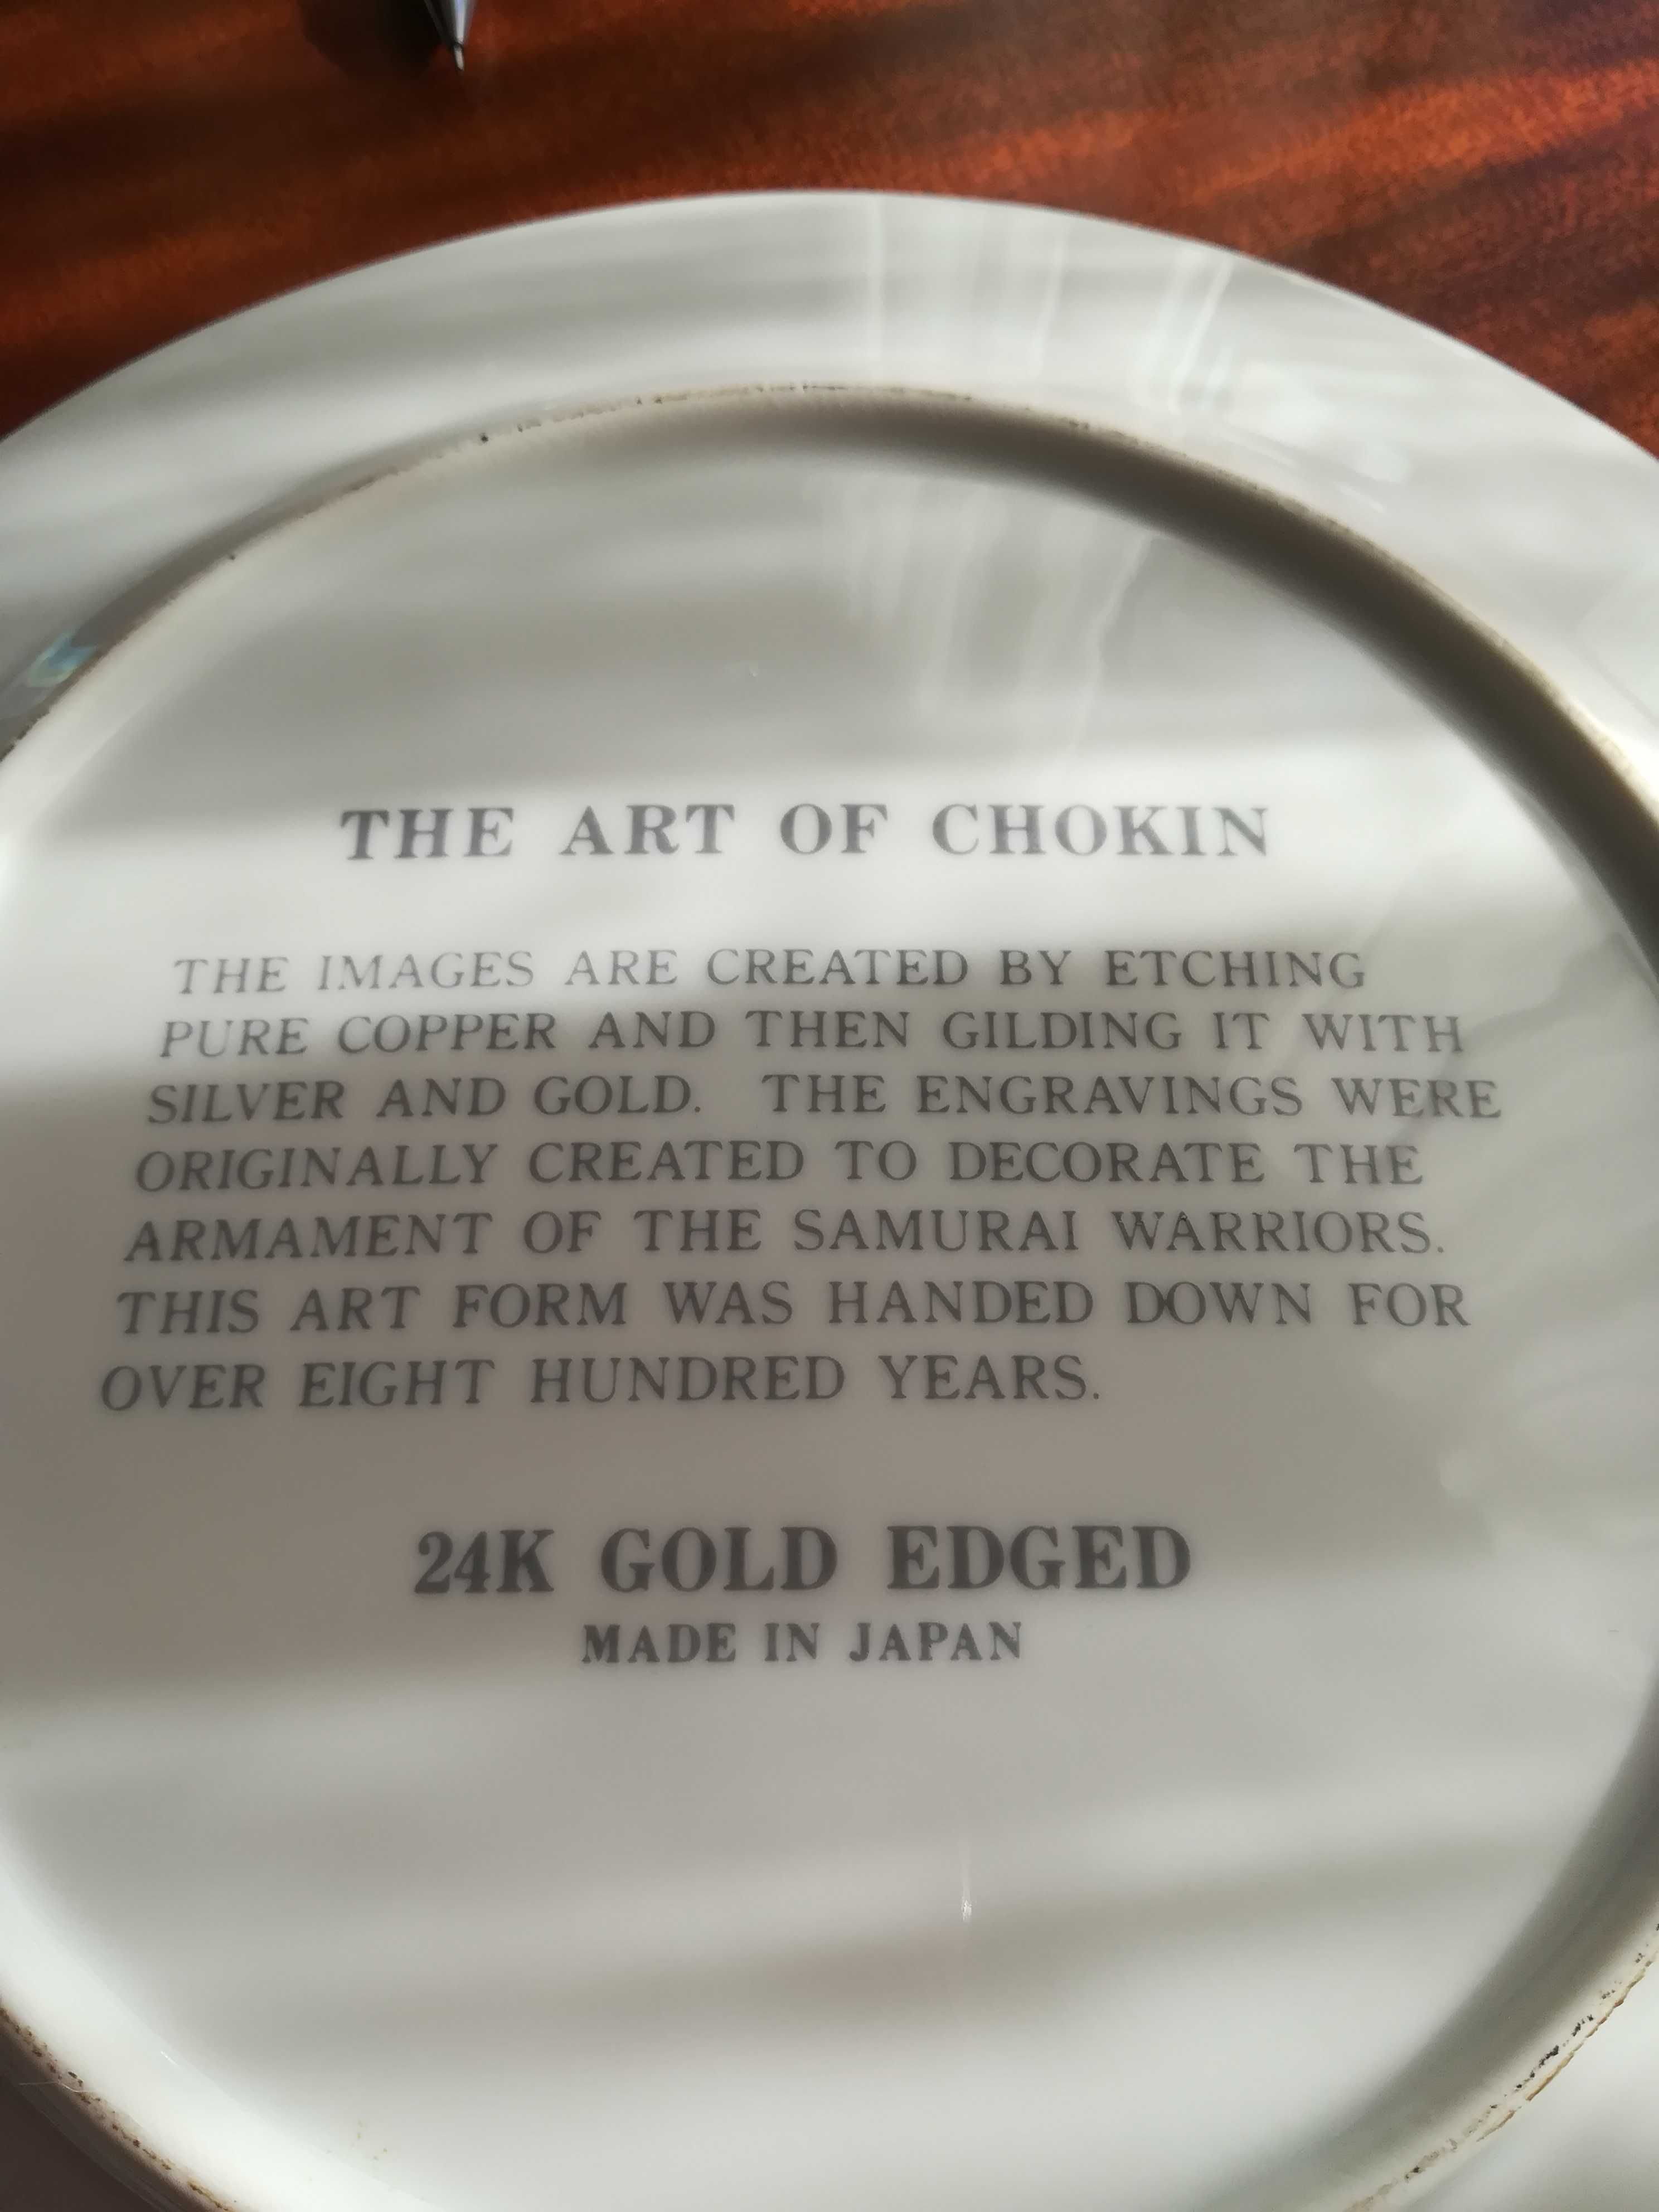 THE ART OF CHOKIN
THE IMAGES ARE CREATED BY ETCHING
PURE COPPER AND THEN GILDING IT WITH
SILVER AND GOLD. THE ENGRAVINGS WERE
ORIGINALLY CREATED TO DECORATE THE
ARMAMENT OF THE SAMURAI WARRIORS.
THIS ART FORM WAS HANDED DOWN FOR
OVER EIGHT HUNDRED YEARS.
24K GOLD EDGED
MADE IN JAPAN